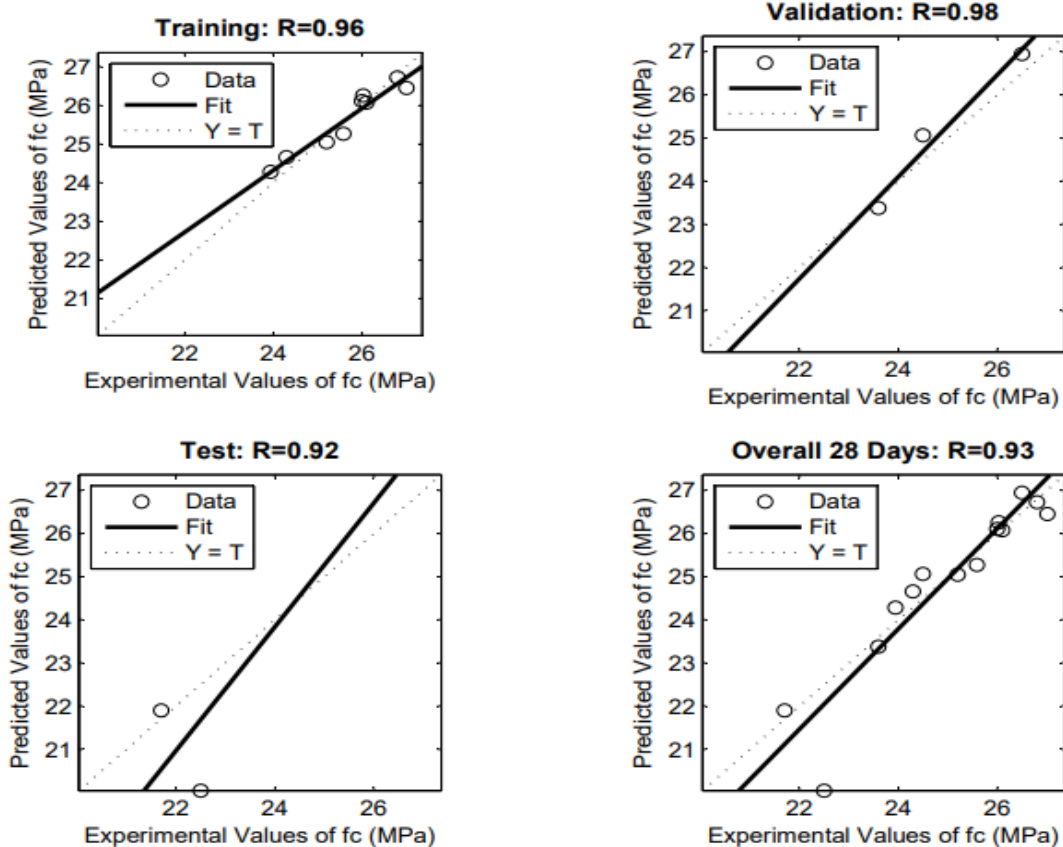 Training: R=0.96
27
26
25
24
23
22
21
Data
Fit
Y = T
22
24
26
Predicted Values of fc (MPa)
Experimental Values of fc (MPa)
Validation: R=0.98
27
26
25
24
23
22
21
Data
Fit
Y = T
22
24
26
Predicted Values of fc (MPa)
Experimental Values of fc (MPa)
Test: R=0.92
27
26
25
24
23
22
21
Data
Fit
Y = T
22
24
26
Predicted Values of fc (MPa)
Experimental Values of fc (MPa)
Overall 28 Days: R=0.93
27
26
25
24
23
22
21
Data
Fit
Y = T
22
24
26
Predicted Values of fc (MPa)
Experimental Values of fc (MPa)